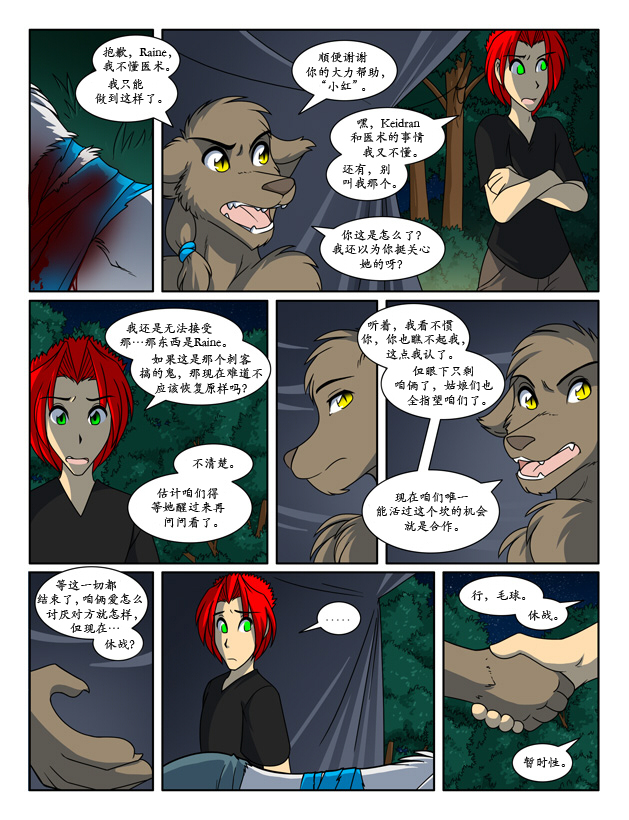 抱歉，Raine，
我不懂医术。
我只能
做到这样了。
顺便谢谢
你的大力帮助，
“小红”。
嘿，Keidran
和医术的事情
我又不懂。
还有，别
叫我那个。
你这是怎么了？
我还以为你挺关心
她的呀？
我还是无法接受
那…那东西是Raine。
如果这是那个刺客
搞的鬼，那现在难道不
应该恢复原样吗？
不清楚。
估计咱们得
等她醒过来再
问问看了。
听着，我看不惯
你，你也瞧不起我，
这点我认了。
但眼下只剩
咱俩了，姑娘们也
全指望咱们了。
现在咱们唯一
能活过这个坎的机会
就是合作。
等这一切都
结束了，咱俩爱怎么
讨厌对方就怎样，
但现在…
休战？
.....
行，毛球。
休战。
暂时性。